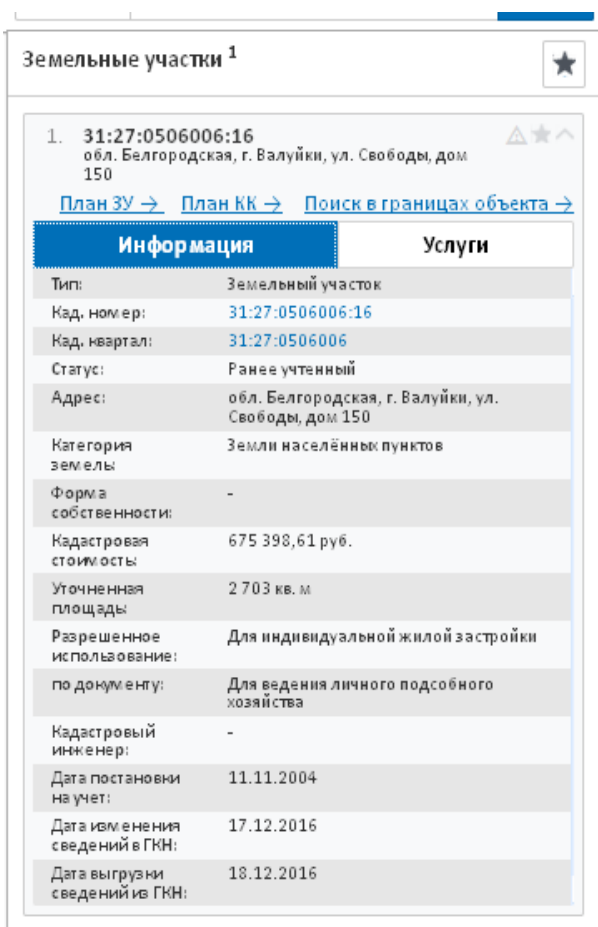 Земельные участки 1
1. 31:27:0506006:16
обл. Белгородская, г. Валуйки, ул. Свободы, дом
150
План ЗУ → План КК → Поиск в границах объекта →
Информация Услуги
Тип: Земельный участок
Кад. номер: 31:27:0506006:16
Кад. квартал: 31:27:0506006
Статус: Ранее учтенный
Адрес: обл. Белгородская, г. Валуйки, ул.
Свободы, дом 150
Категория Земли населённых пунктов
земель:
Форма -
собственности:
Кадастровая 675 398,61 руб.
стоимость:
Уточненная 2 703 кв. м
площадь:
Разрешенное Для индивидуальной жилой застройки
использование:
по документу: Для ведения личного подсобного
хозяйства
Кадастровый -
инженер:
Дата постановки 11.11.2004
на учет:
Дата изменения 17.12.2016
сведений в ГКН:
Дата выгрузки 18.12.2016
сведений из ГКН: